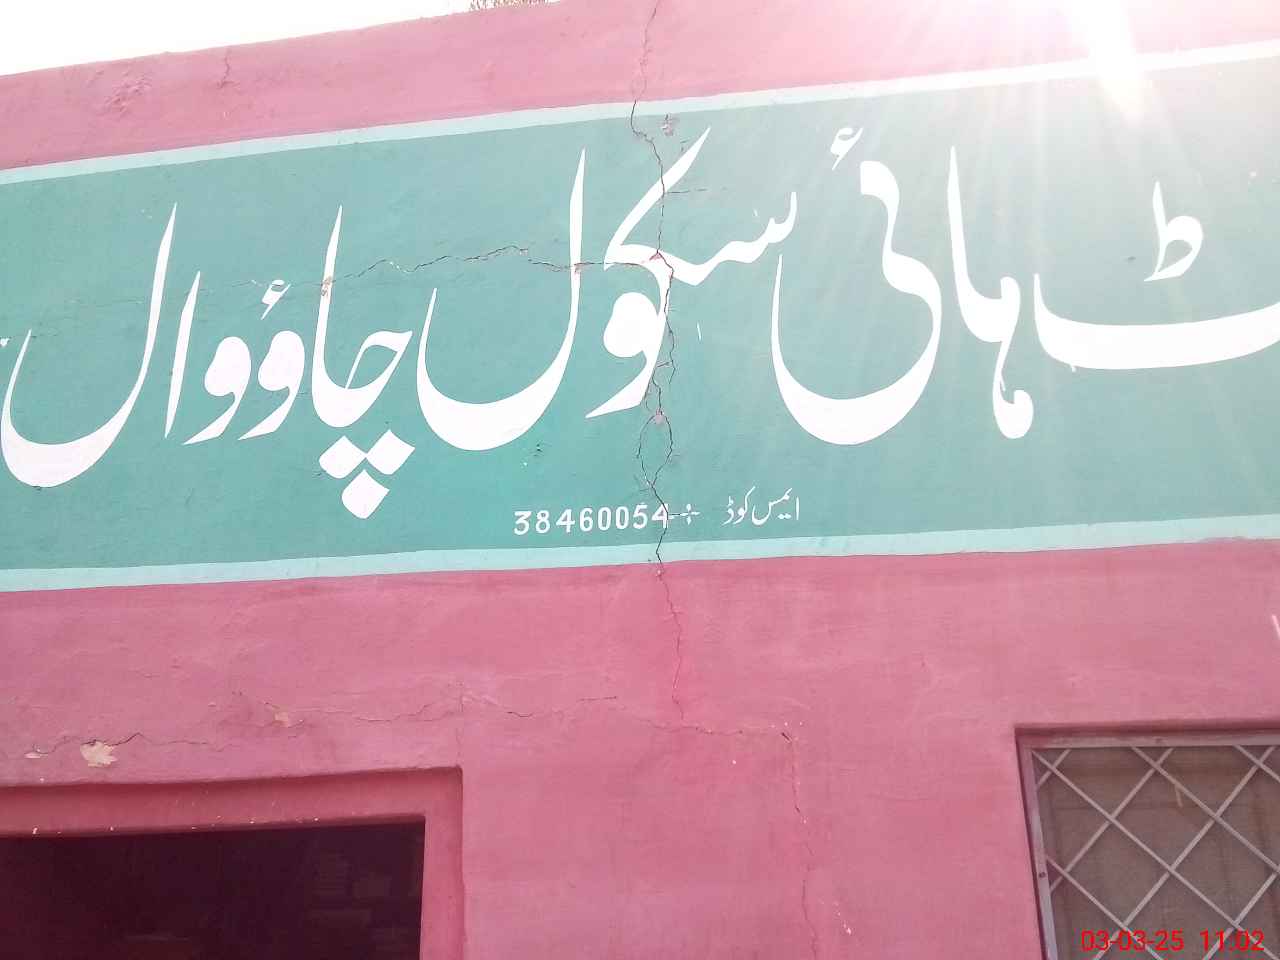 ہائی سکول چاؤوال
ایمس کوڈ 38460054
03-03-25 11:02